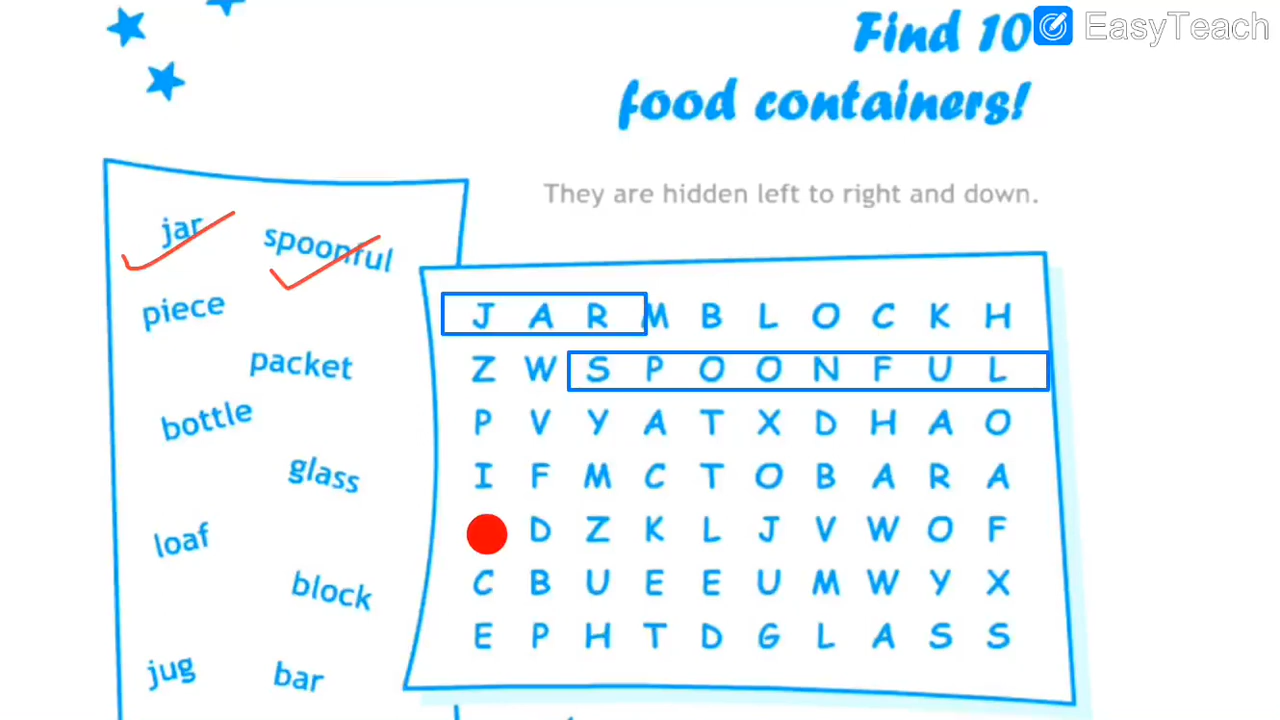 Find 10
EasyTeach
food containers!
They are hidden left to right and down.
jar
spoonful
piece
packet
bottle
glass
loaf
block
jug
bar
J A R M B L O C K H
Z W S P O O N F U L
P V Y A T X D H A O
I F M C T O B A R A
D Z K L J V W O F
C B U E E U M W Y X
E P H T D G L A S S